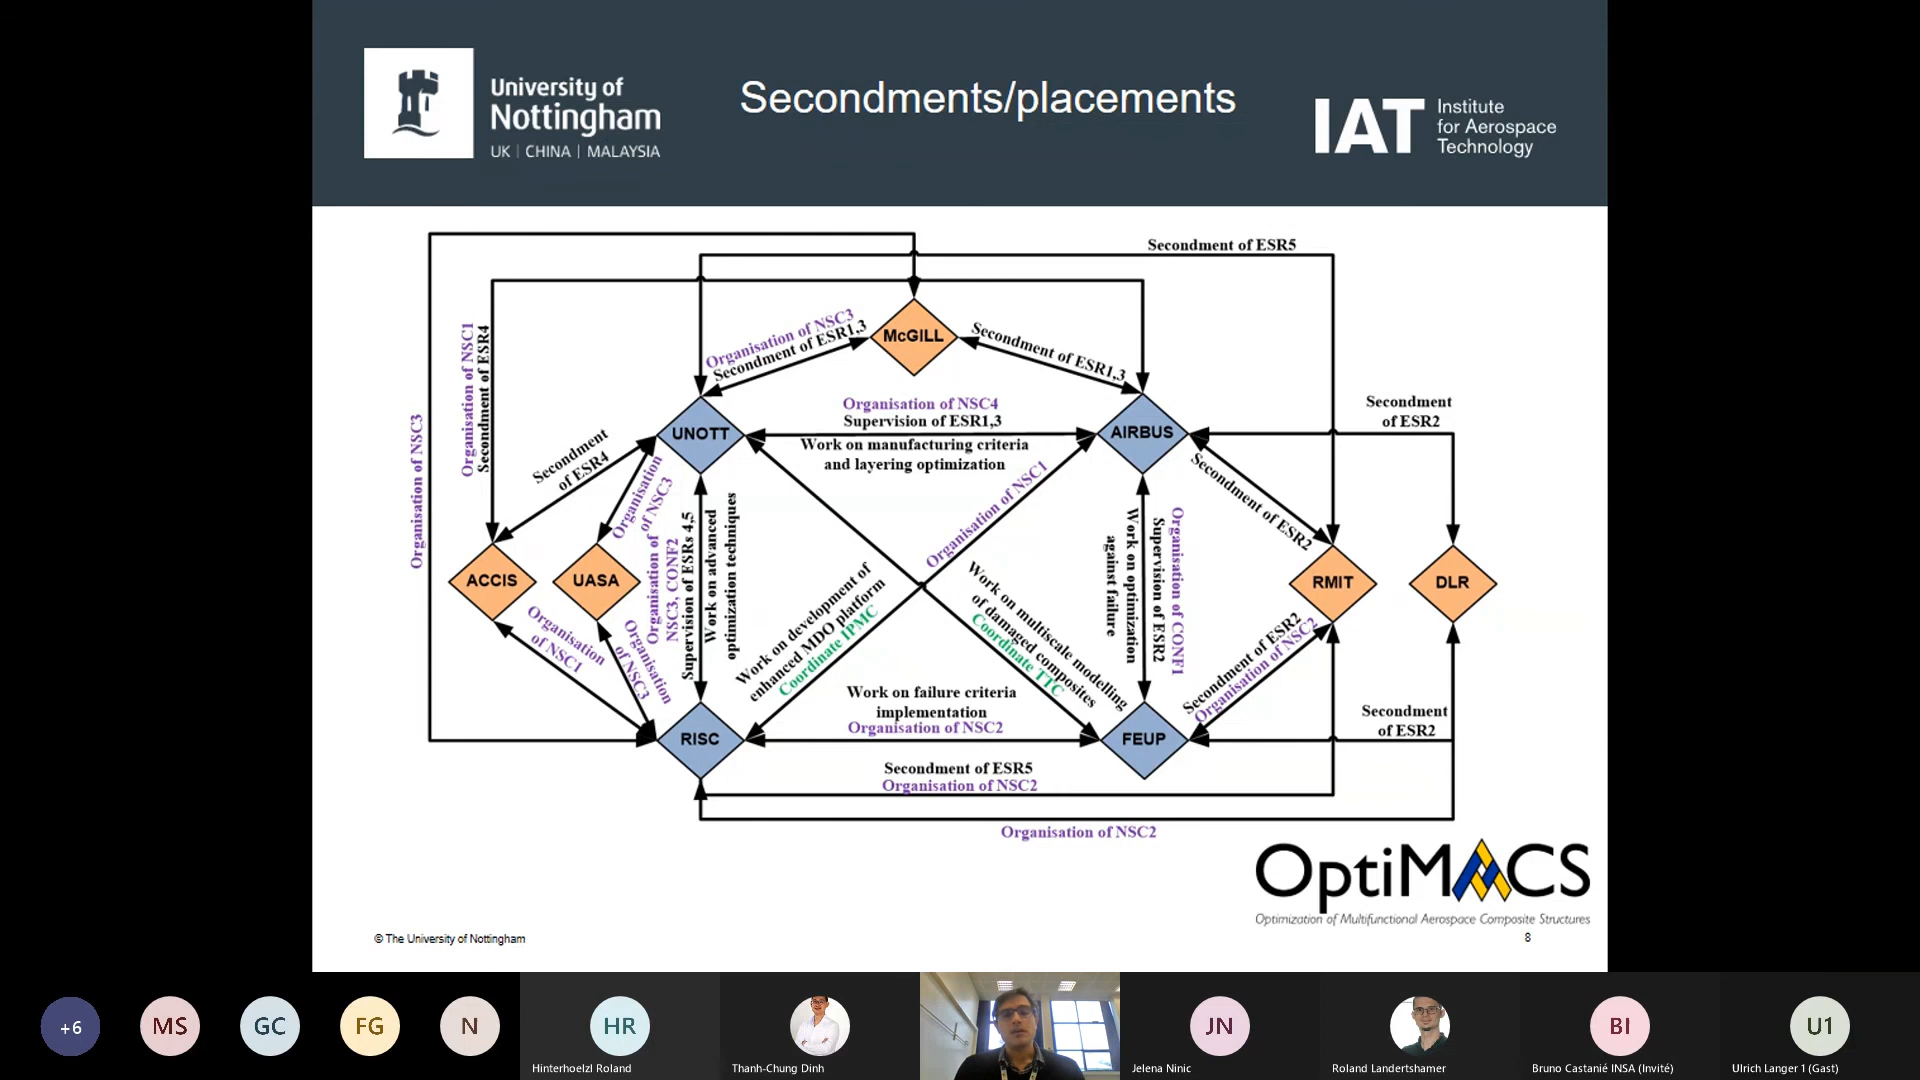 University of
Nottingham
UK | CHINA | MALAYSIA
Secondments/placements
IAT
Institute
for Aerospace
Technology
Secondment of ESR5
Organisation of NSC3
Secondment of ESR1,3
McGILL
Secondment of ESR1,3
Organisation of NSC1
Secondment of ESR4
Organisation of NSC3
Secondment
of ESR4
UNOTT
Organisation of NSC4
Supervision of ESR1,3
Work on manufacturing criteria
and layering optimization
AIRBUS
Secondment
of ESR2
Organisation
of NSC3
Organisation of NSC1
Secondment of ESR2
ACCIS
UASA
Organisation of
NSC3, CONF2
Supervision of ESRs 4,5
Work on advanced
optimization techniques
Work on optimization
against failure
Supervision of ESR2
Organisation of CONF1
RMIT
DLR
Organisation
of NSC1
Organisation
of NSC3
Work on development of
enhanced MDO platform
Coordinate IPMC
Work on multiscale modelling
of damaged composites
Coordinate TTC
Secondment of ESR2
Organisation of NSC2
RISC
Work on failure criteria
implementation
Organisation of NSC2
FEUP
Secondment
of ESR2
Secondment of ESR5
Organisation of NSC2
Organisation of NSC2
OptiMACS
Optimization of Multifunctional Aerospace Composite Structures
© The University of Nottingham
8
+6
MS
GC
FG
N
HR
Hinterhoelzl Roland
Thanh-Chung Dinh
JN
Jelena Ninic
Roland Landertshamer
BI
Bruno Castanié INSA (Invité)
U1
Ulrich Langer 1 (Gast)